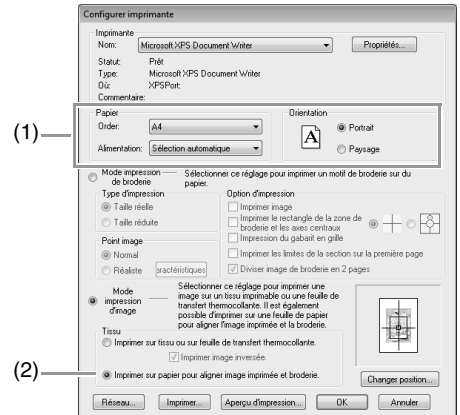 Configurer imprimante
Imprimante
Nom: Microsoft XPS Document Writer Propriétés...
Statut: Prêt
Type: Microsoft XPS Document Writer
Où: XPSPort:
Commentaire:
(1)
Papier
Order: A4
Alimentation: Sélection automatique
Orientation
A
Portrait
Paysage
Mode impression de broderie
Sélectionner ce réglage pour imprimer un motif de broderie sur du
papier.
Type d'impression
Taille réelle
Taille réduite
Point image
Normal
Réaliste aractéristiques
Option d'impression
Imprimer image
Imprimer le rectangle de la zone de
broderie et les axes centraux
Impression du gabarit en grille
Imprimer les limites de la section sur la première page
Diviser image de broderie en 2 pages
Mode
impression
d'image
Sélectionner ce réglage pour imprimer une
image sur un tissu imprimable ou une feuille de
transfert thermocollante. Il est également
possible d'imprimer sur une feuille de papier
pour aligner l'image imprimée et la broderie.
Tissu
Imprimer sur tissu ou sur feuille de transfert thermocollante.
Imprimer image inversée.
(2)
Imprimer sur papier pour aligner image imprimée et broderie.
Changer position...
Réseau... Imprimer... Aperçu d'impression... OK Annuler